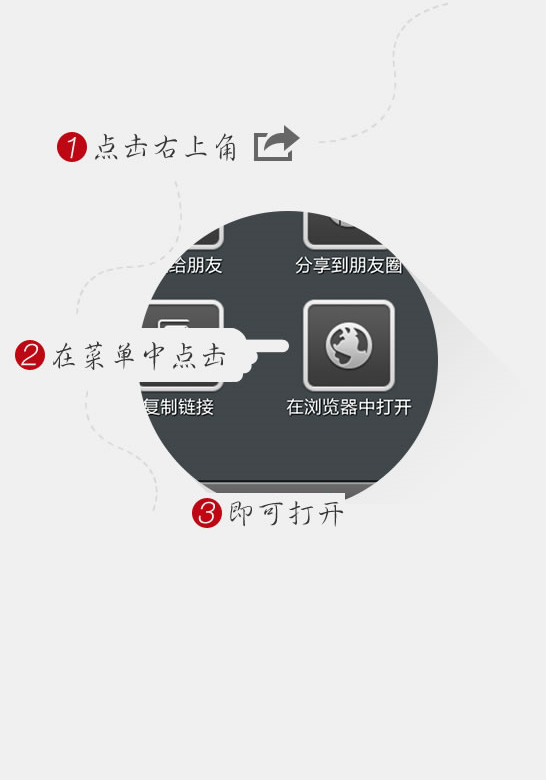 1 点击右上角
给朋友
分享到朋友圈
2 在菜单中点击
复制链接
在浏览器中打开
3 即可打开